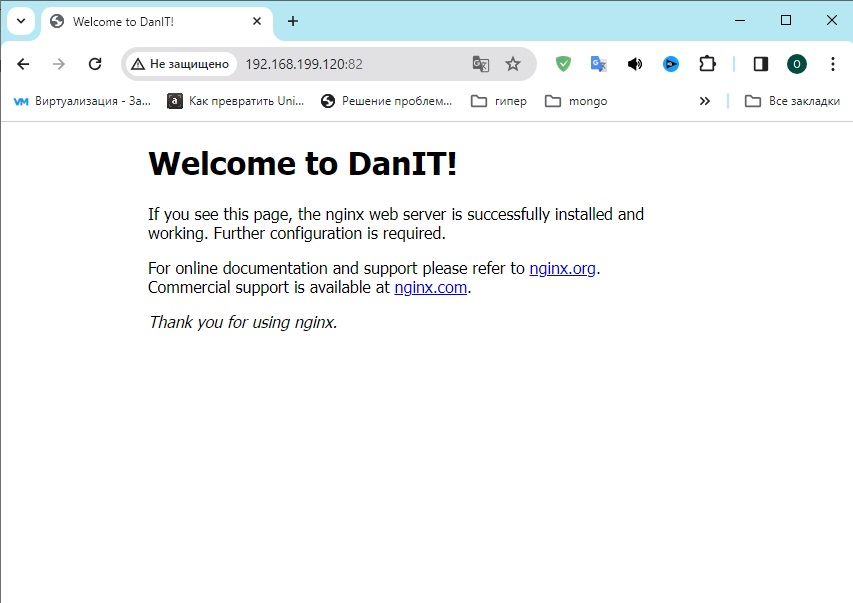 Welcome to DanIT!
Не защищено 192.168.199.120:82
O
VM Виртуализация - За... a Как превратить Uni... Решение проблем... гипер mongo Все закладки
Welcome to DanIT!
If you see this page, the nginx web server is successfully installed and
working. Further configuration is required.
For online documentation and support please refer to nginx.org.
Commercial support is available at nginx.com.
Thank you for using nginx.